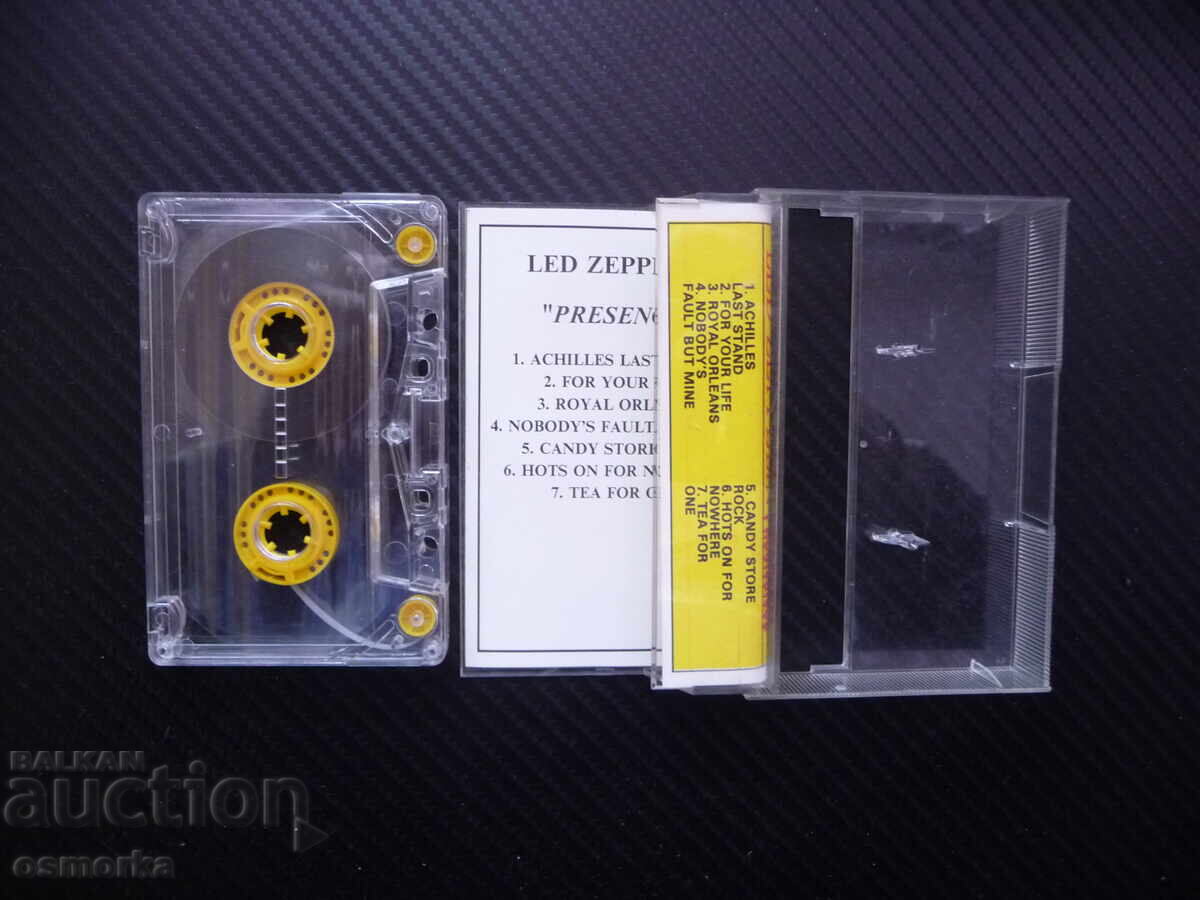 LED ZEPPE
"PRESEN
1. ACHILLES LAST
2. FOR YOUR
3. ROYAL ORL
4. NOBODY'S FAULT
5. CANDY STORI
6. HOTS ON FOR N
7. TEA FOR
1. ACHILLES
LAST STAND
2. FOR YOUR LIFE
3. ROYAL ORLEANS
4. NOBODY'S
FAULT BUT MINE
5. CANDY STORE
ROCK
6. HOTS ON FOR
NOWHERE
7. TEA FOR
ONE
BALKAN
auction
osmorka